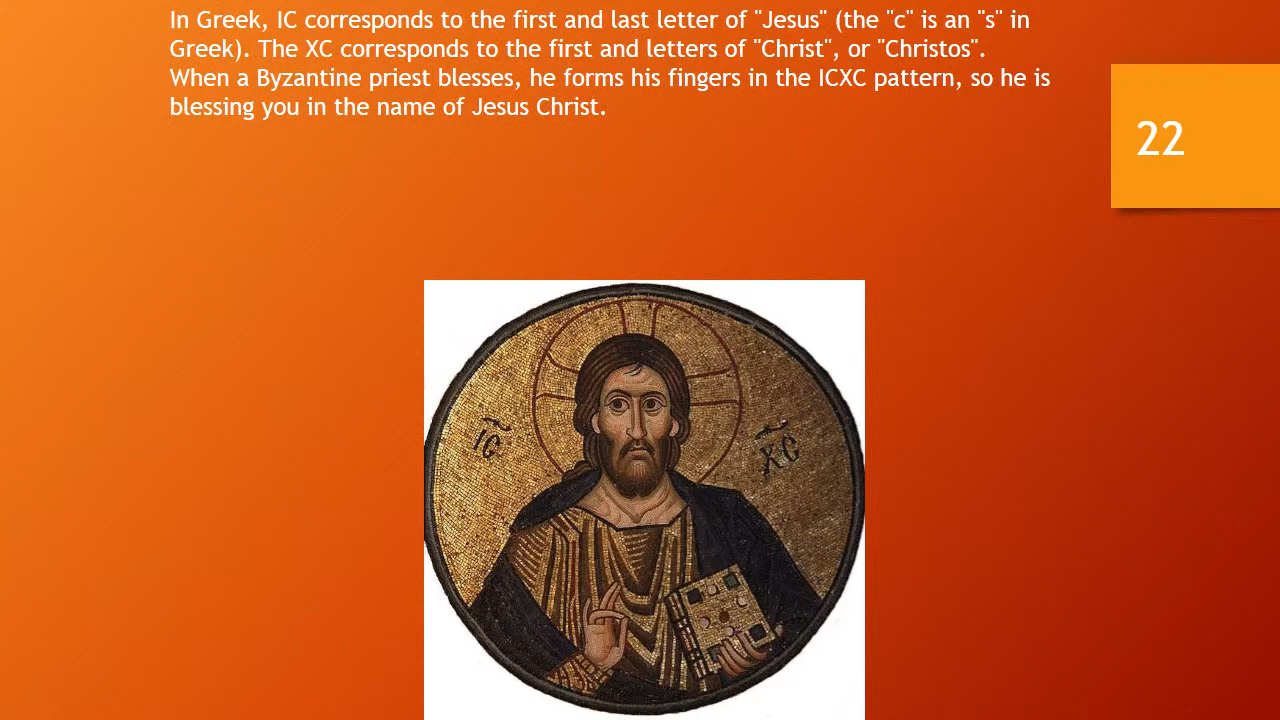 In Greek, IC corresponds to the first and last letter of "Jesus" (the "c" is an "s" in
Greek). The XC corresponds to the first and letters of "Christ", or "Christos".
When a Byzantine priest blesses, he forms his fingers in the ICXC pattern, so he is
blessing you in the name of Jesus Christ.
22
IC XC